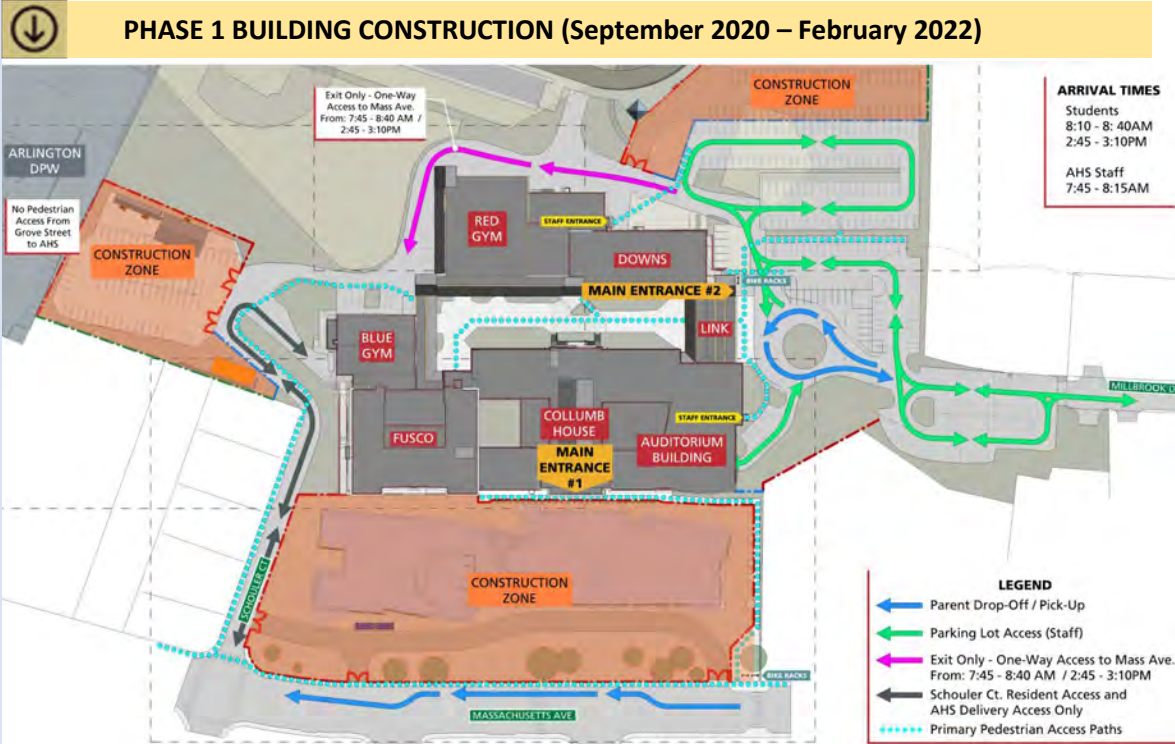 PHASE 1 BUILDING CONSTRUCTION (September 2020 – February 2022)
Exit Only - One-Way
Access to Mass Ave.
From: 7:45 - 8:40 AM /
2:45 - 3:10PM
CONSTRUCTION
ZONE
ARRIVAL TIMES
Students
8:10 - 8: 40AM
2:45 - 3:10PM
AHS Staff
7:45 - 8:15AM
ARLINGTON
DPW
No Pedestrian
Access From
Grove Street
to AHS
CONSTRUCTION
ZONE
RED
GYM
STAFF ENTRANCE
DOWNS
MAIN ENTRANCE #2
BIKE RACKS
LINK
BLUE
GYM
MILLBROOK D
FUSCO
COLLUMB
HOUSE
STAFF ENTRANCE
AUDITORIUM
BUILDING
MAIN
ENTRANCE
#1
CONSTRUCTION
ZONE
SCHOULER CT
BIKE RACKS
MASSACHUSETTS AVE
LEGEND
Parent Drop-Off / Pick-Up
Parking Lot Access (Staff)
Exit Only - One-Way Access to Mass Ave.
From: 7:45 - 8:40 AM / 2:45 - 3:10PM
Schouler Ct. Resident Access and
AHS Delivery Access Only
Primary Pedestrian Access Paths